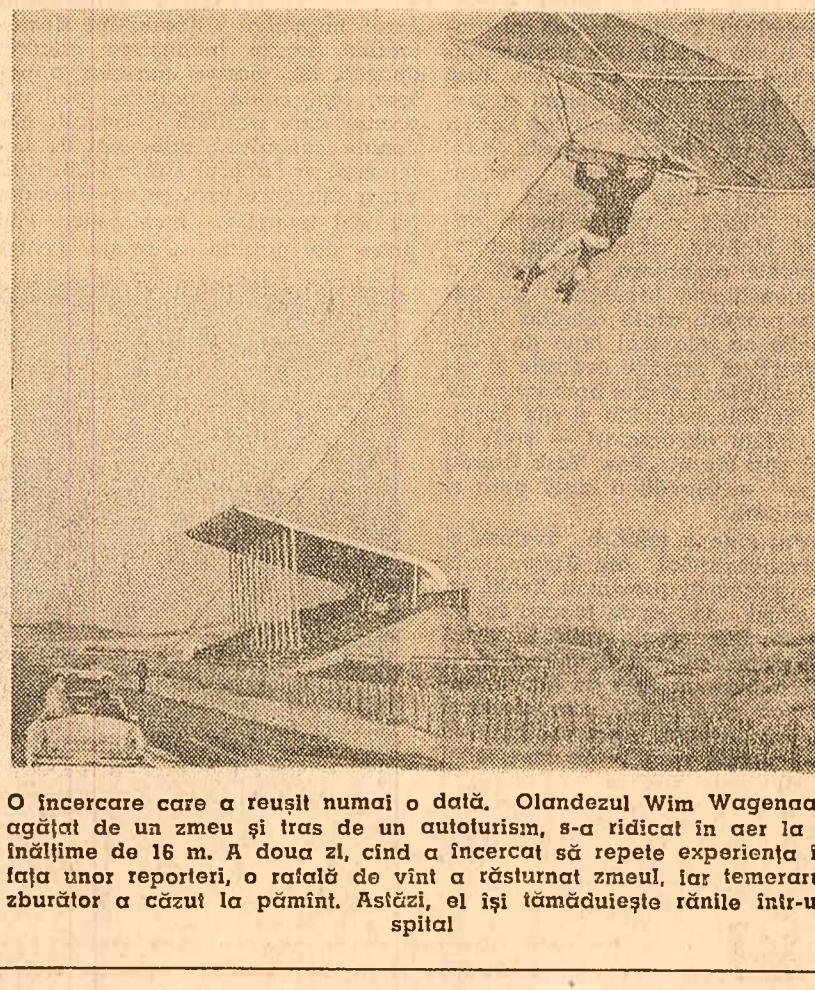 O încercare care a reușit numai o dată. Olandezul Wim Wagenaa
agățat de un zmeu și tras de un autoturism, s-a ridicat în aer la
înălțime de 16 m. A doua zi, cînd a încercat să repete experiența î
fața unor reporteri, o rafală de vînt a răsturnat zmeul, iar temeraru
zburător a căzut la pămînt. Astăzi, el își tămăduiește rănile într-u
spital